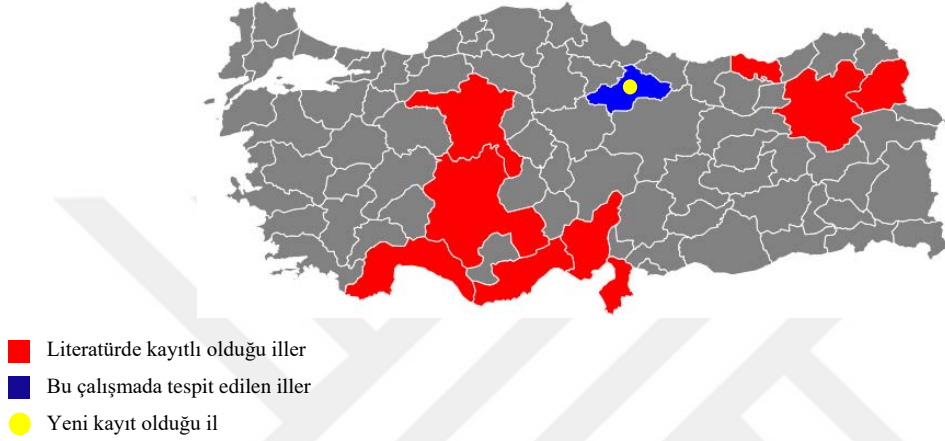 Literatürde kayıtlı olduğu iller
Bu çalışmada tespit edilen iller
Yeni kayıt olduğu il